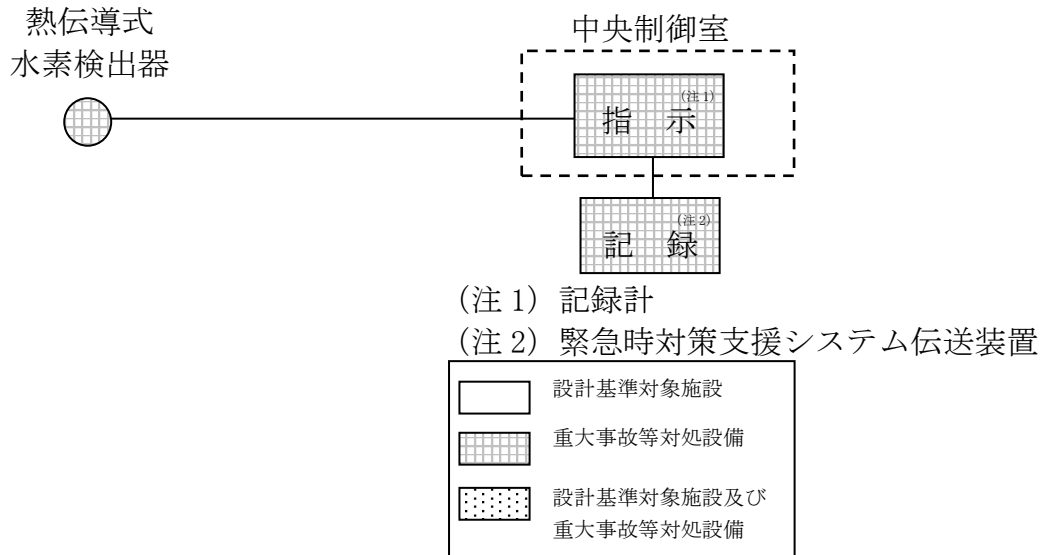 熱伝導式
水素検出器
中央制御室
指 示 (注1)
記 録 (注2)
(注 1) 記録計
(注 2) 緊急時対策支援システム伝送装置
設計基準対象施設
重大事故等対処設備
設計基準対象施設及び
重大事故等対処設備